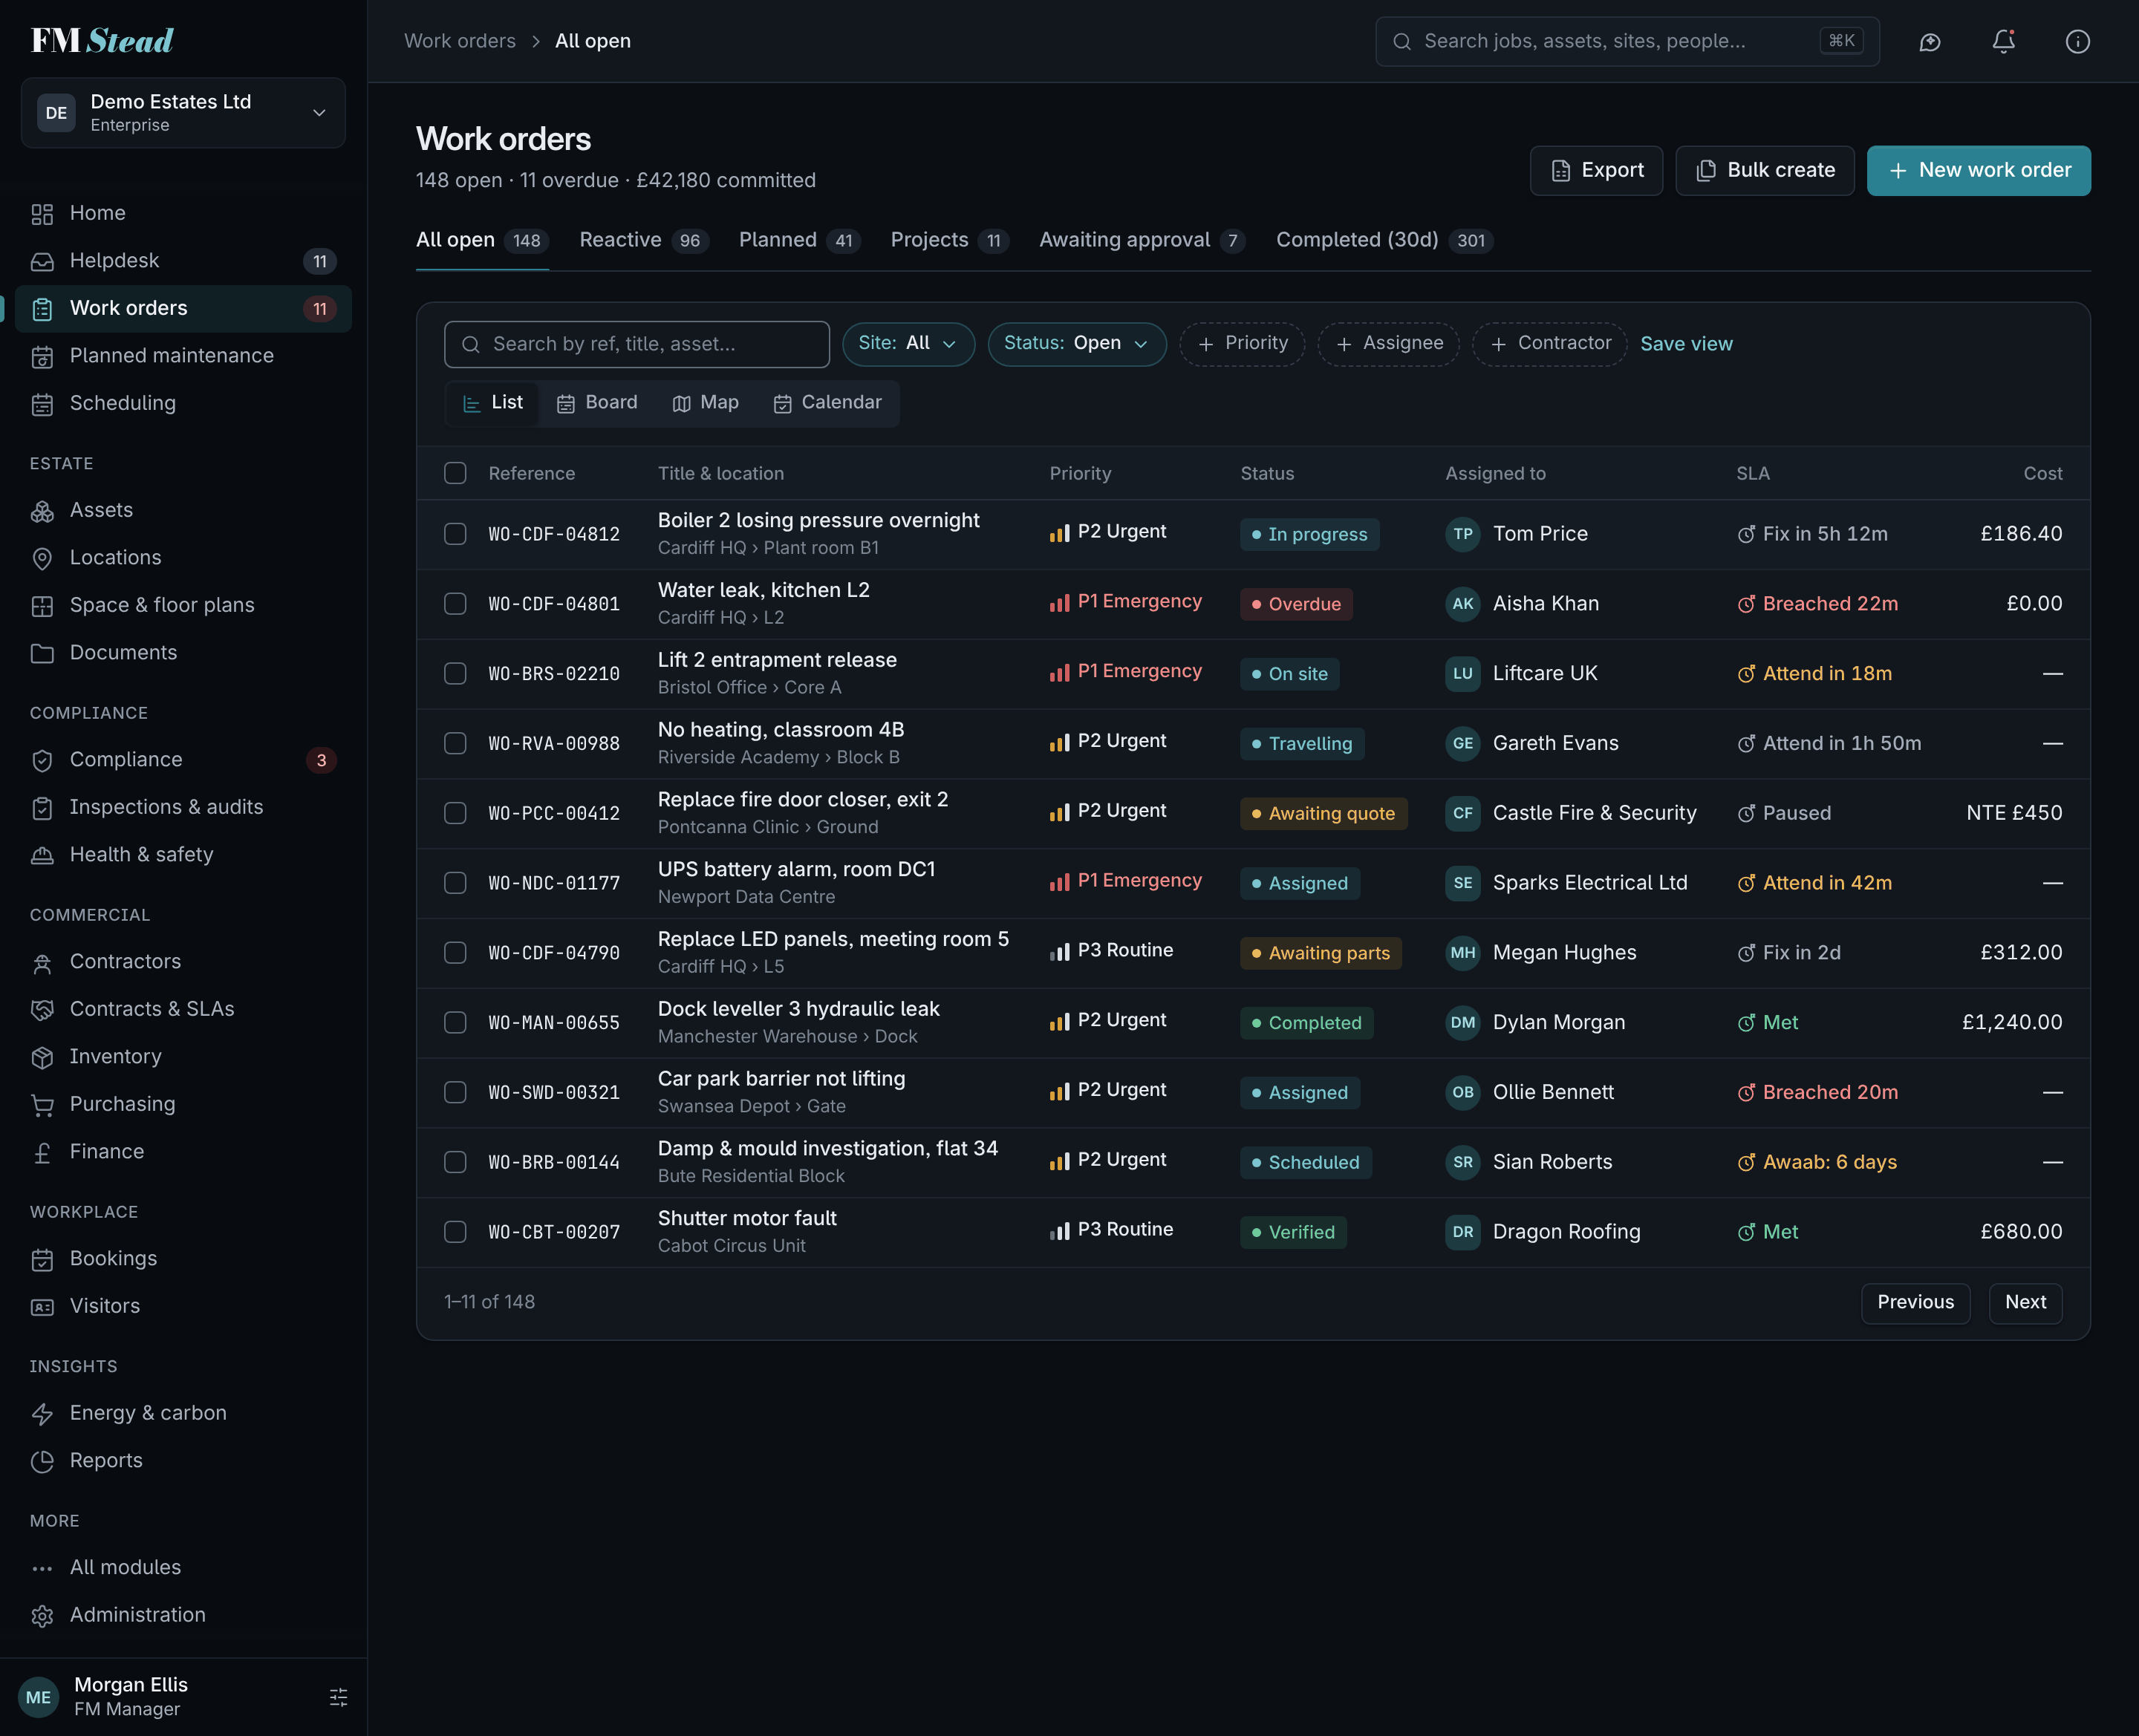 FM Stead
DE
Demo Estates Ltd
Enterprise
Home
Helpdesk 11
Work orders 11
Planned maintenance
Scheduling
ESTATE
Assets
Locations
Space & floor plans
Documents
COMPLIANCE
Compliance 3
Inspections & audits
Health & safety
COMMERCIAL
Contractors
Contracts & SLAs
Inventory
Purchasing
Finance
WORKPLACE
Bookings
Visitors
INSIGHTS
Energy & carbon
Reports
MORE
All modules
Administration
ME
Morgan Ellis
FM Manager
Work orders › All open
Search jobs, assets, sites, people... ⌘K
Work orders
148 open · 11 overdue · £42,180 committed
Export Bulk create + New work order
All open 148 Reactive 96 Planned 41 Projects 11 Awaiting approval 7 Completed (30d) 301
Search by ref, title, asset... Site: All Status: Open + Priority + Assignee + Contractor Save view
List Board Map Calendar
Reference Title & location Priority Status Assigned to SLA Cost
WO-CDF-04812 Boiler 2 losing pressure overnight P2 Urgent In progress TP Tom Price Fix in 5h 12m £186.40
Cardiff HQ › Plant room B1
WO-CDF-04801 Water leak, kitchen L2 P1 Emergency Overdue AK Aisha Khan Breached 22m £0.00
Cardiff HQ › L2
WO-BRS-02210 Lift 2 entrapment release P1 Emergency On site LU Liftcare UK Attend in 18m —
Bristol Office › Core A
WO-RVA-00988 No heating, classroom 4B P2 Urgent Travelling GE Gareth Evans Attend in 1h 50m —
Riverside Academy › Block B
WO-PCC-00412 Replace fire door closer, exit 2 P2 Urgent Awaiting quote CF Castle Fire & Security Paused NTE £450
Pontcanna Clinic › Ground
WO-NDC-01177 UPS battery alarm, room DC1 P1 Emergency Assigned SE Sparks Electrical Ltd Attend in 42m —
Newport Data Centre
WO-CDF-04790 Replace LED panels, meeting room 5 P3 Routine Awaiting parts MH Megan Hughes Fix in 2d £312.00
Cardiff HQ › L5
WO-MAN-00655 Dock leveller 3 hydraulic leak P2 Urgent Completed DM Dylan Morgan Met £1,240.00
Manchester Warehouse › Dock
WO-SWD-00321 Car park barrier not lifting P2 Urgent Assigned OB Ollie Bennett Breached 20m —
Swansea Depot › Gate
WO-BRB-00144 Damp & mould investigation, flat 34 P2 Urgent Scheduled SR Sian Roberts Awaab: 6 days —
Bute Residential Block
WO-CBT-00207 Shutter motor fault P3 Routine Verified DR Dragon Roofing Met £680.00
Cabot Circus Unit
1–11 of 148 Previous Next